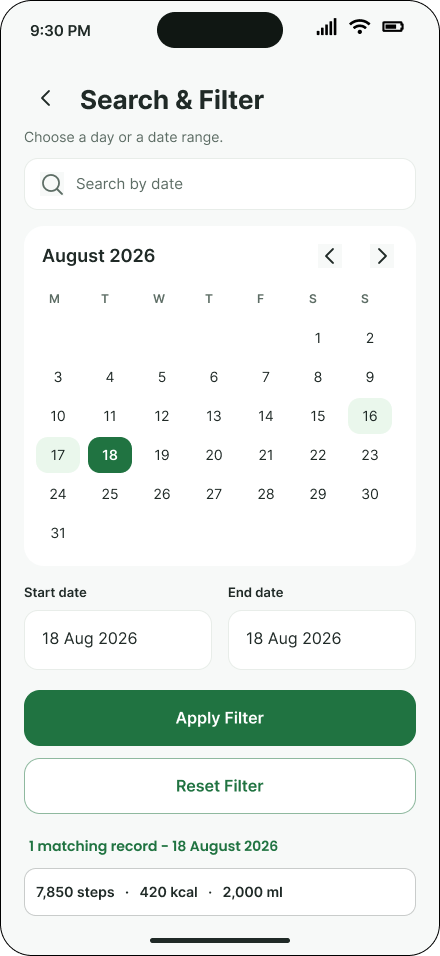 9:30 PM
Search & Filter
Choose a day or a date range.
Search by date
August 2026
M T W T F S S
1 2
3 4 5 6 7 8 9
10 11 12 13 14 15 16
17 18 19 20 21 22 23
24 25 26 27 28 29 30
31
Start date End date
18 Aug 2026 18 Aug 2026
Apply Filter
Reset Filter
1 matching record - 18 August 2026
7,850 steps · 420 kcal · 2,000 ml